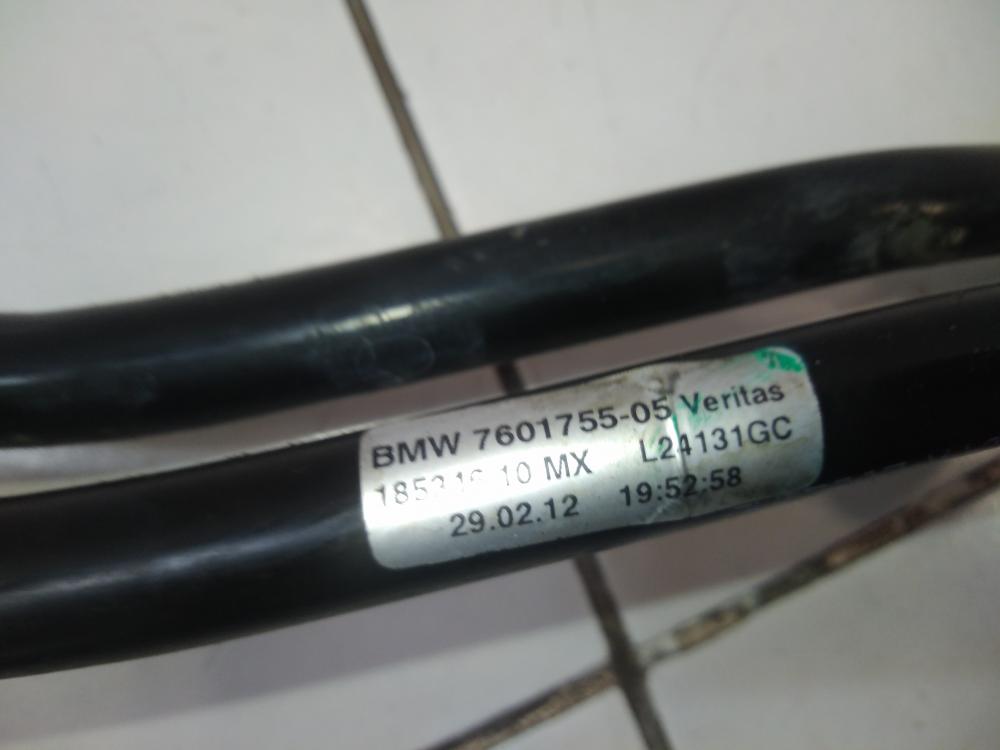 BMW 7601755-05 Veritas
10 MX L24131GC
29.02.12 19:52:58